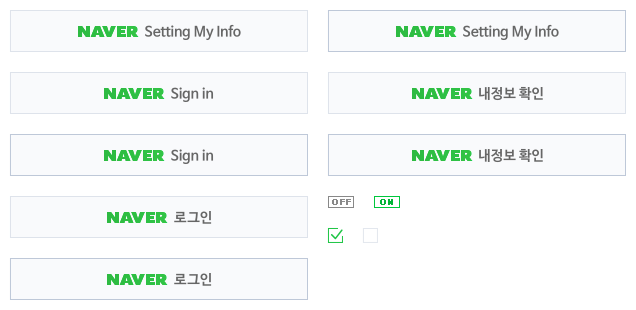 NAVER Setting My Info
NAVER Setting My Info
NAVER Sign in
NAVER 내정보 확인
NAVER Sign in
NAVER 내정보 확인
NAVER 로그인
OFF ON
NAVER 로그인